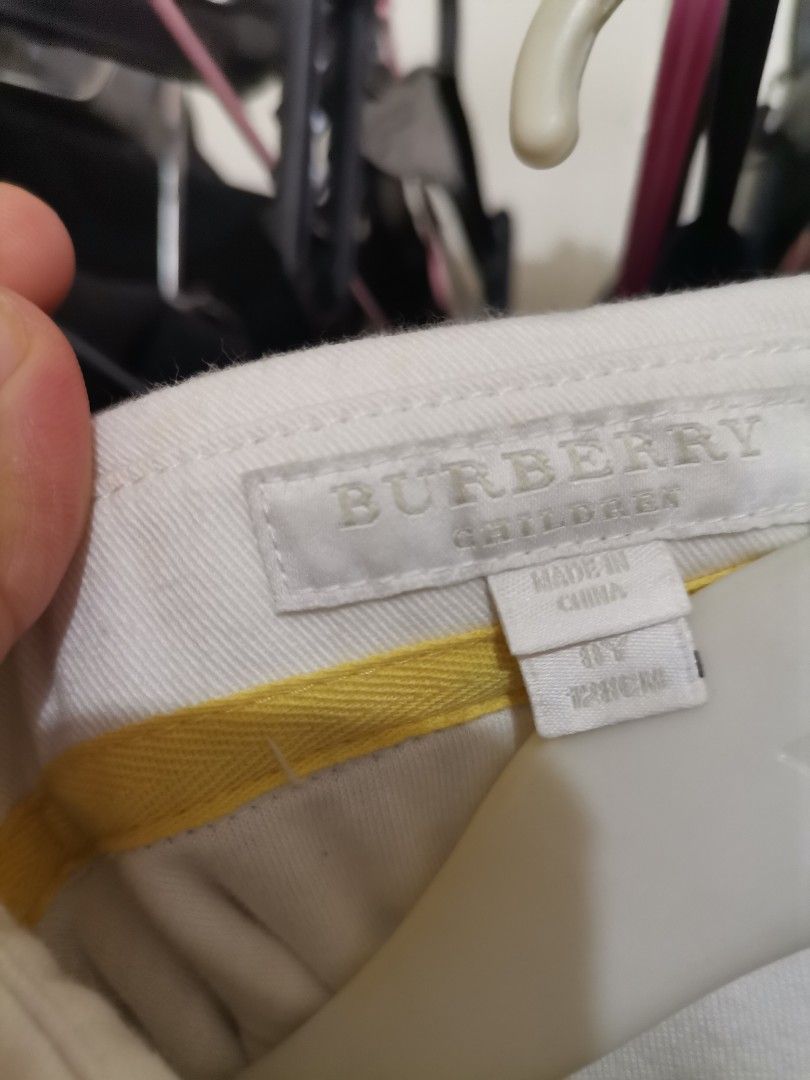 BURBERRY
CHILDREN
MADE IN
CHINA
8Y
128CM